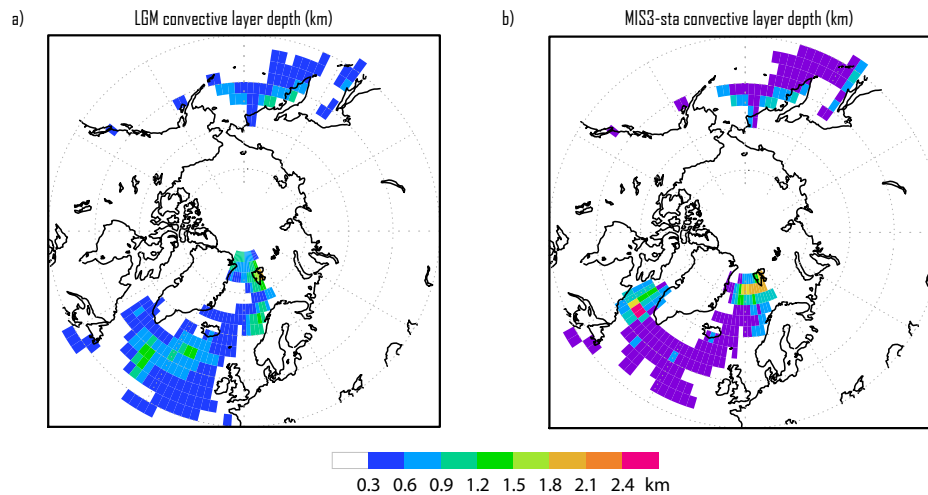 a)
LGM convective layer depth (km)
b)
MIS3-sta convective layer depth (km)
0.3 0.6 0.9 1.2 1.5 1.8 2.1 2.4 km